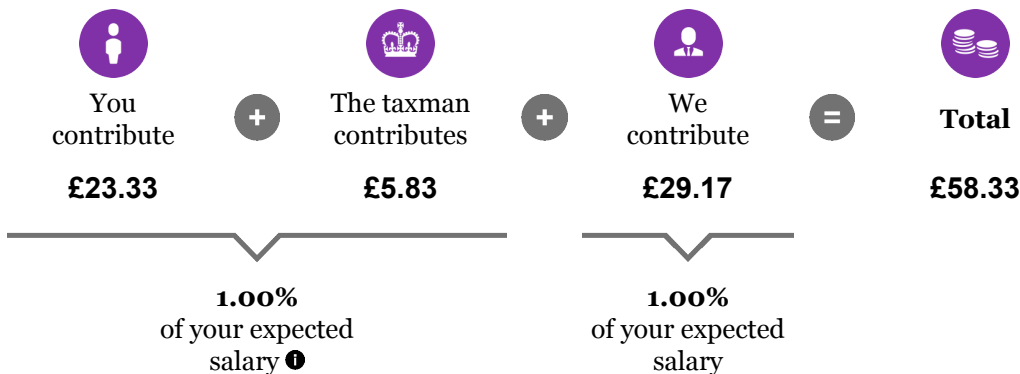 You
contribute
+
The taxman
contributes
+
We
contribute
=
Total
£23.33
£5.83
£29.17
£58.33
1.00%
of your expected
salary i
1.00%
of your expected
salary